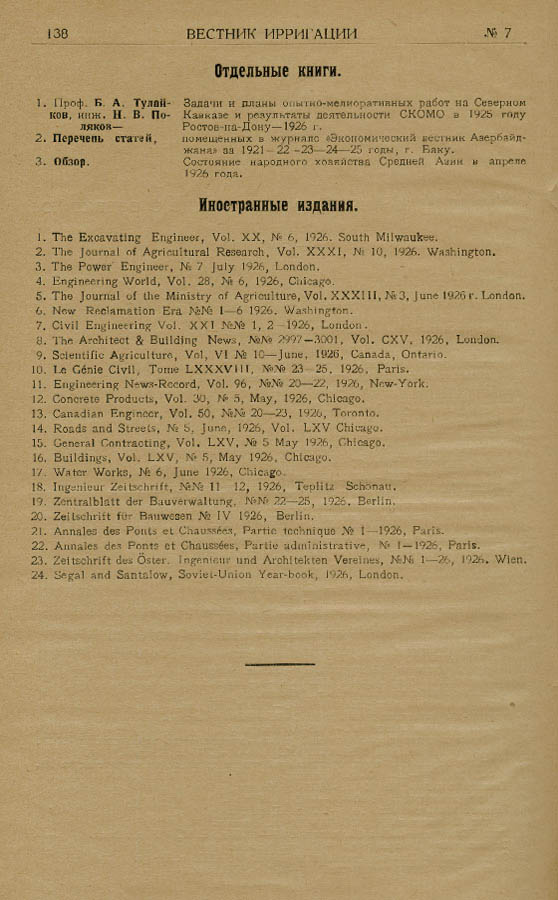 138 ВЕСТНИК ИРРИГАЦИИ № 7
Отдельные книги.
1. Проф. Б. А. Тулай- Задачи и планы опытно-мелиоративных работ на Северном
ков, инж. Н. В. По- Кавказе и результаты деятельности СКОМО в 1925 году
ляков— Ростов-на-Дону—1926 г.
2. Перечень статей, помещенных в журнале «Экономический вестник Азербайд-
жана» за 1921—22—23—24—25 годы, г. Баку.
3. Обзор. Состояние народного хозяйства Средней Азии в апреле
1926 года.
Иностранные издания.
1. The Excavating Engineer, Vol. XX, № 6, 1926. South Milwaukee.
2. The Journal of Agricultural Research, Vol. XXXI, № 10, 1926. Washington.
3. The Power Engineer, № 7 July 1926, London.
4. Engineering World, Vol. 28, № 6, 1926, Chicago.
5. The Journal of the Ministry of Agriculture, Vol. XXXIII, № 3, June 1926 г. London.
6. New Reclamation Era №№ 1—6 1926. Washington.
7. Civil Engineering Vol. XXI №№ 1, 2—1926, London.
8. The Architect & Building News, №№ 2997—3001, Vol. CXV, 1926, London.
9. Scientific Agriculture, Vol, VI № 10—June, 1926, Canada, Ontario.
10. Le Génie Civil, Tome LXXXVIII, №№ 23—25, 1926, Paris.
11. Engineering News-Record, Vol. 96, №№ 20—22, 1926, New-York.
12. Concrete Products, Vol. 30, № 5, May, 1926, Chicago.
13. Canadian Engineer, Vol. 50, №№ 20—23, 1926, Toronto.
14. Roads and Streets, № 5, June, 1926, Vol. LXV Chicago.
15. General Contracting, Vol. LXV, № 5 May 1926, Chicago.
16. Buildings, Vol. LXV, № 5, May 1926, Chicago.
17. Water Works, № 6, June 1926, Chicago.
18. Ingenieur Zeitschrift, №№ 11—12, 1926, Teplitz Schönau.
19. Zentralblatt der Bauverwaltung, №№ 22—25, 1926, Berlin.
20. Zeitschrift für Bauwesen № IV 1926, Berlin.
21. Annales des Ponts et Chaussées, Partie technique № 1—1926, Paris.
22. Annales des Ponts et Chaussées, Partie administrative, № 1—1926, Paris.
23. Zeitschrift des Öster. Ingenieur und Architekten Vereines, №№ 1—26, 1926. Wien.
24. Segal and Santalow, Soviet-Union Year-book, 1926, London.